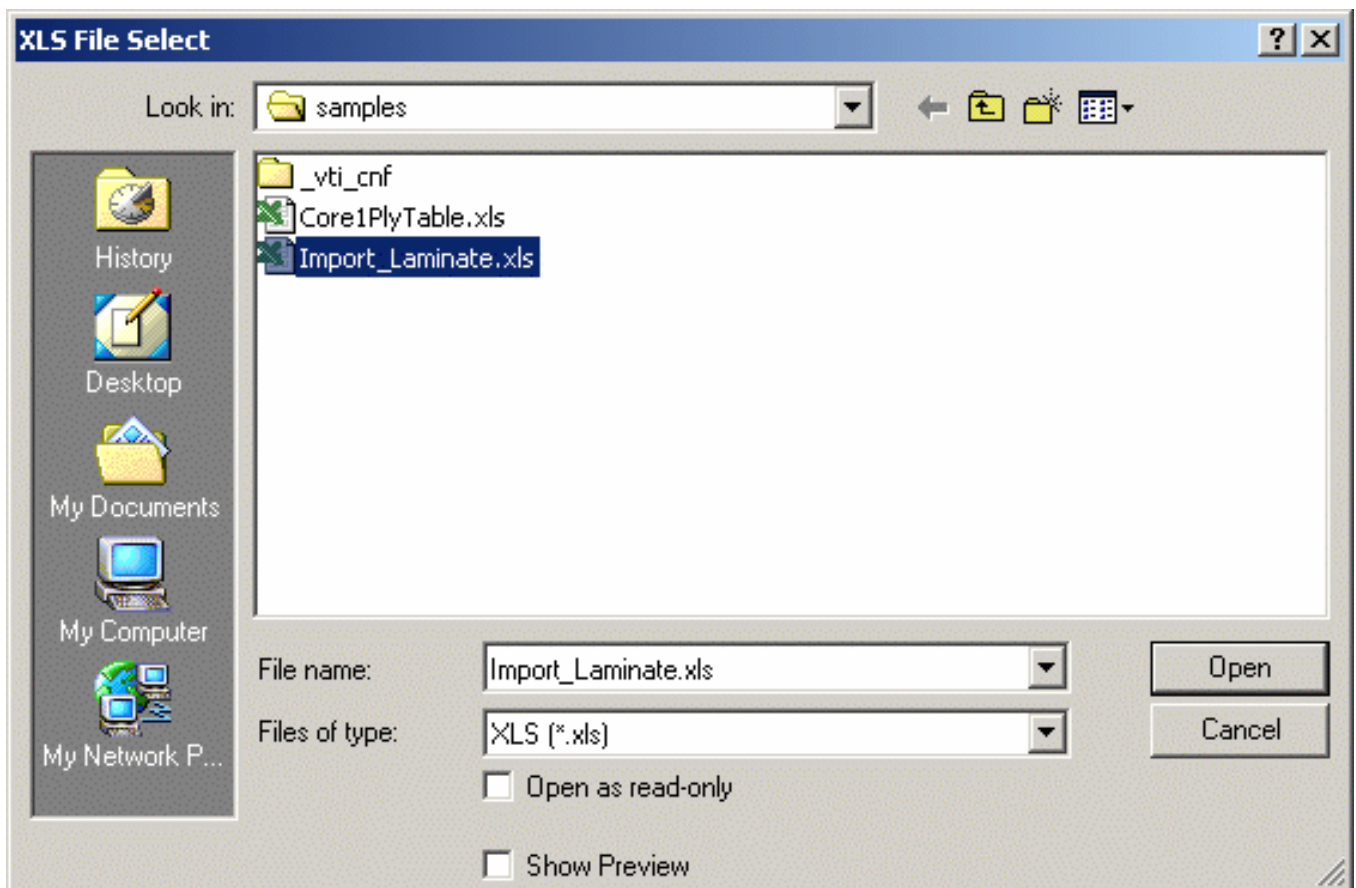 XLS File Select
Look in: samples
_vti_cnf
Core1PlyTable.xls
Import_Laminate.xls
History
Desktop
My Documents
My Computer
My Network P...
File name: Import_Laminate.xls Open
Files of type: XLS (*.xls) Cancel
Open as read-only
Show Preview